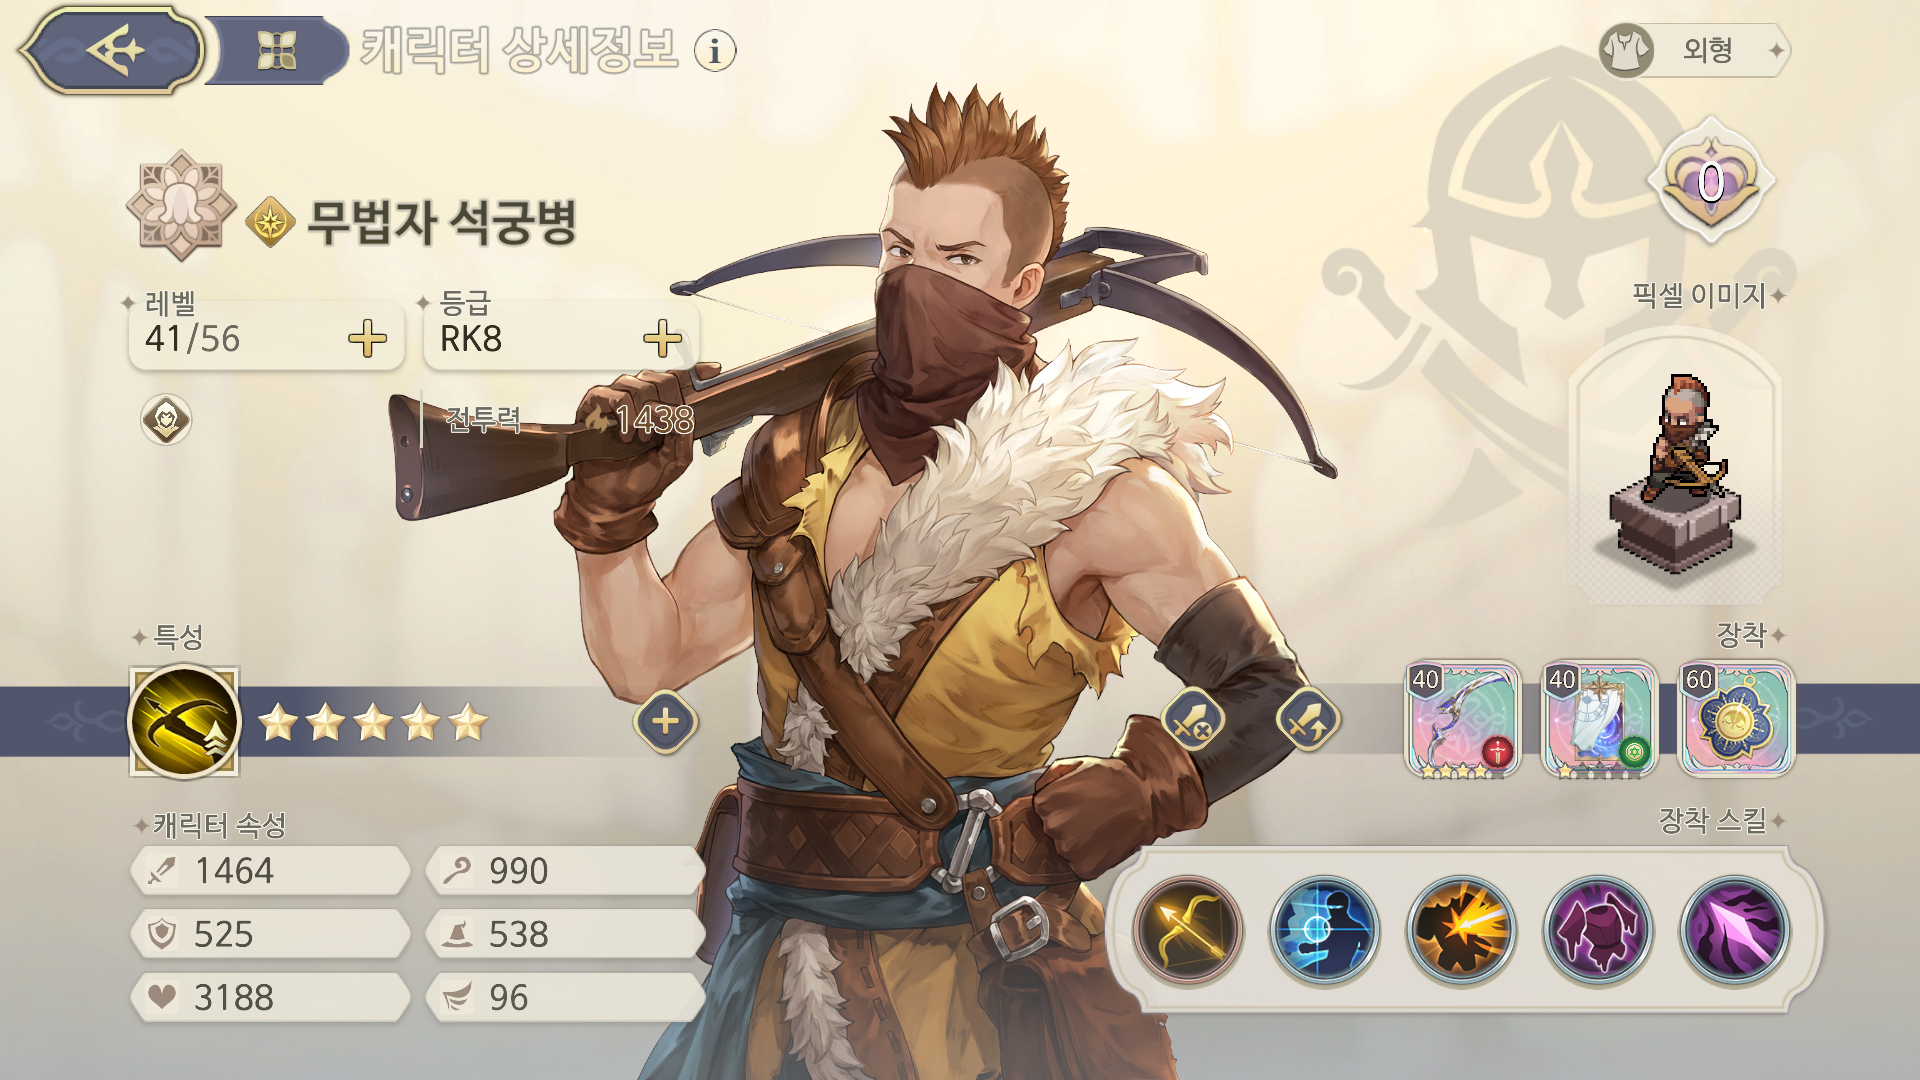 캐릭터 상세정보 i
외형
0
무법자 석궁병
레벨
41/56
등급
RK8
전투력 1438
픽셀 이미지
특성
장착
40
40
60
캐릭터 속성
1464
990
525
538
3188
96
장착 스킬